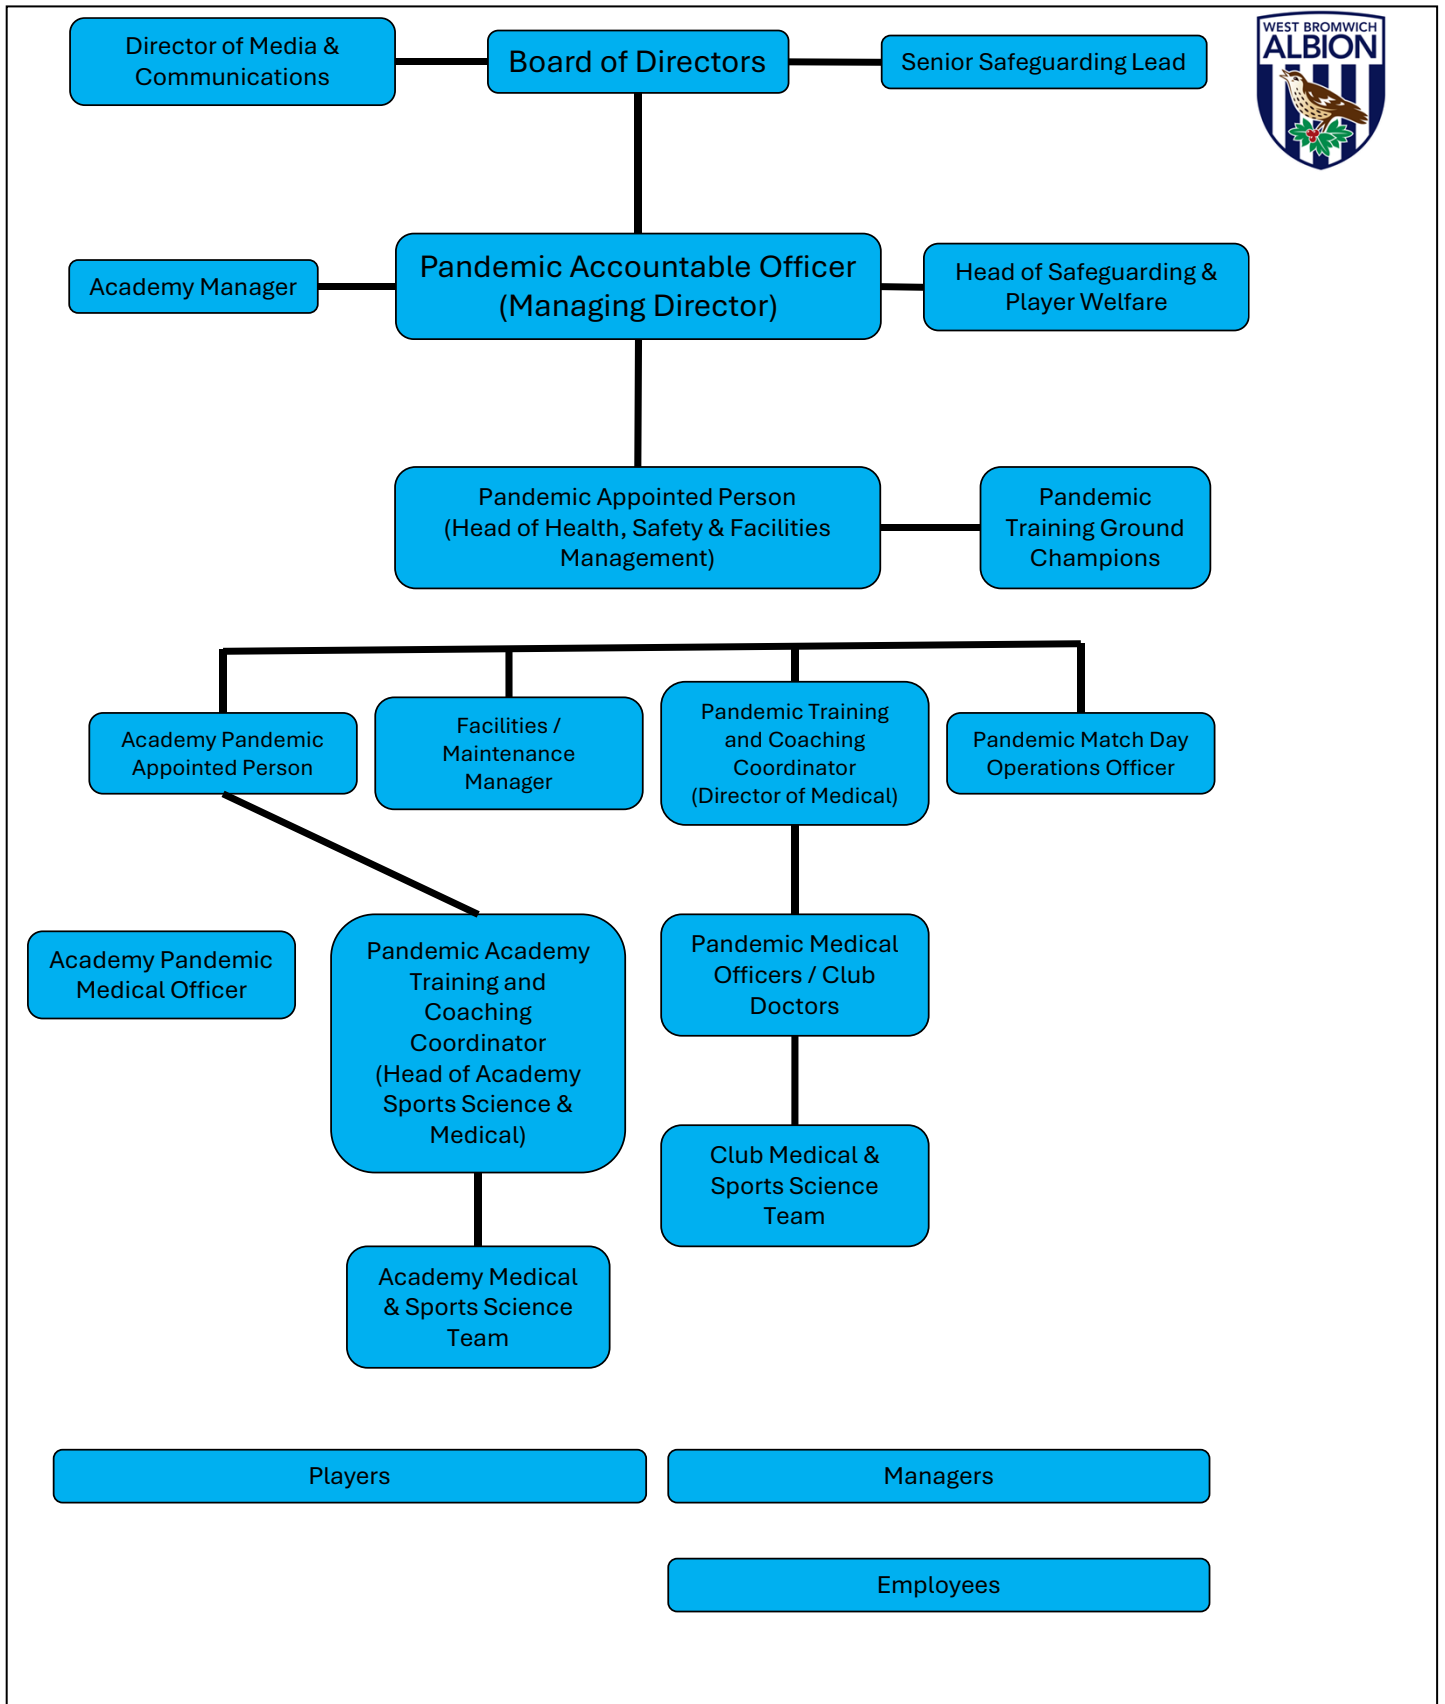 Director of Media &
Communications
Board of Directors
Senior Safeguarding Lead
WEST BROMWICH
ALBION
Academy Manager
Pandemic Accountable Officer
(Managing Director)
Head of Safeguarding &
Player Welfare
Pandemic Appointed Person
(Head of Health, Safety & Facilities
Management)
Pandemic
Training Ground
Champions
Academy Pandemic
Appointed Person
Facilities /
Maintenance
Manager
Pandemic Training
and Coaching
Coordinator
(Director of Medical)
Pandemic Match Day
Operations Officer
Academy Pandemic
Medical Officer
Pandemic Academy
Training and
Coaching
Coordinator
(Head of Academy
Sports Science &
Medical)
Pandemic Medical
Officers / Club
Doctors
Club Medical &
Sports Science
Team
Academy Medical
& Sports Science
Team
Players
Managers
Employees